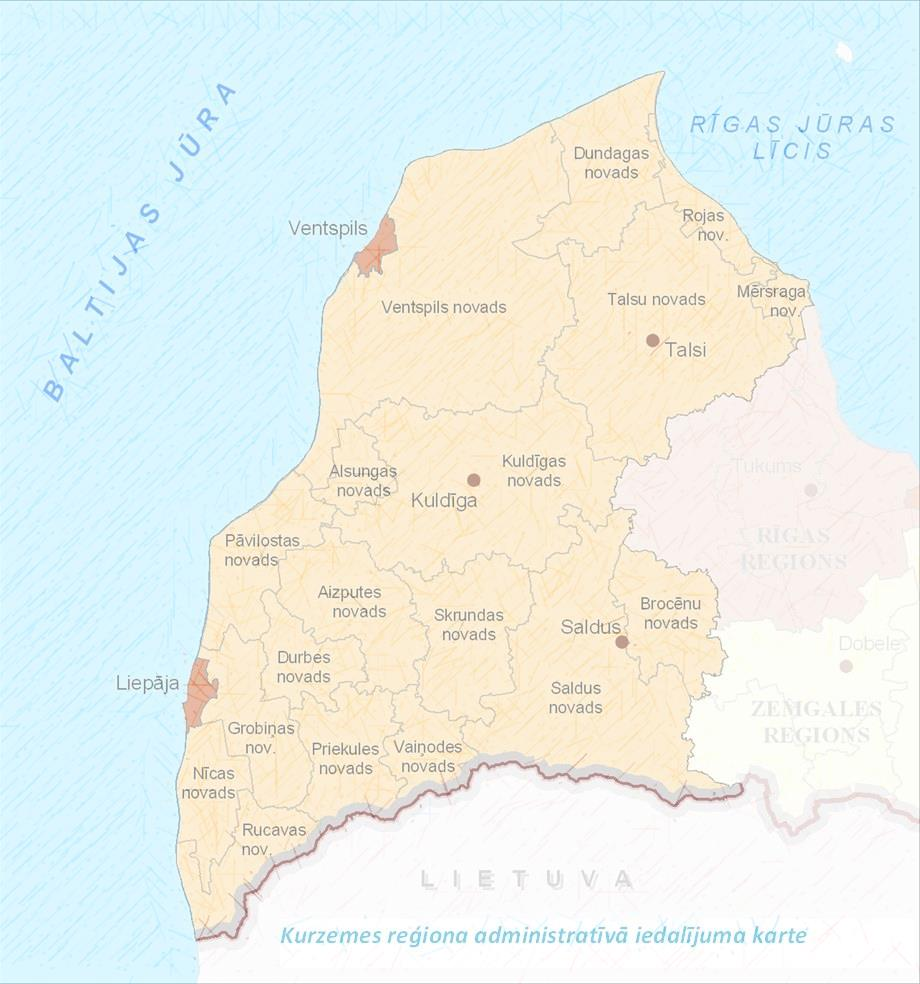 BALTIJAS JŪRA
RĪGAS JŪRAS
LĪCIS
Dundagas
novads
Rojas
nov.
Ventspils
Ventspils novads
Talsu novads
Mērsraga
nov.
Talsi
Alsungas
novads
Kuldīgas
novads
Kuldīga
Tukums
RĪGAS
REGIONS
Pāvilostas
novads
Aizputes
novads
Skrundas
novads
Brocēnu
novads
Saldus
Dobele
Durbes
novads
Liepāja
Saldus
novads
ZEMGALES
REGIONS
Grobiņas
nov.
Priekules
novads
Vaiņodes
novads
Nīcas
novads
Rucavas
nov.
LIETUVA
Kurzemes reģiona administratīvā iedalījuma karte